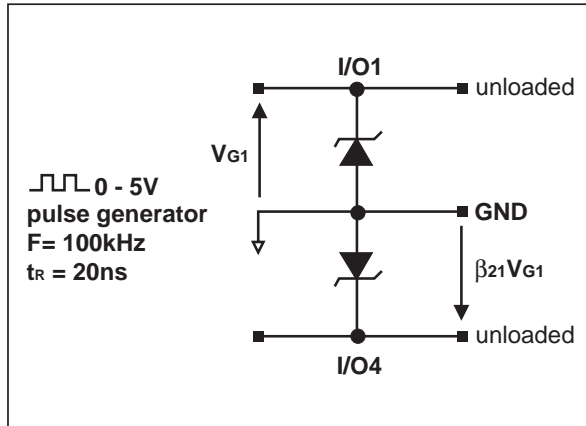 I/O1
unloaded
VG1
0 - 5V
pulse generator
F= 100kHz
tR = 20ns
GND
β21VG1
unloaded
I/O4